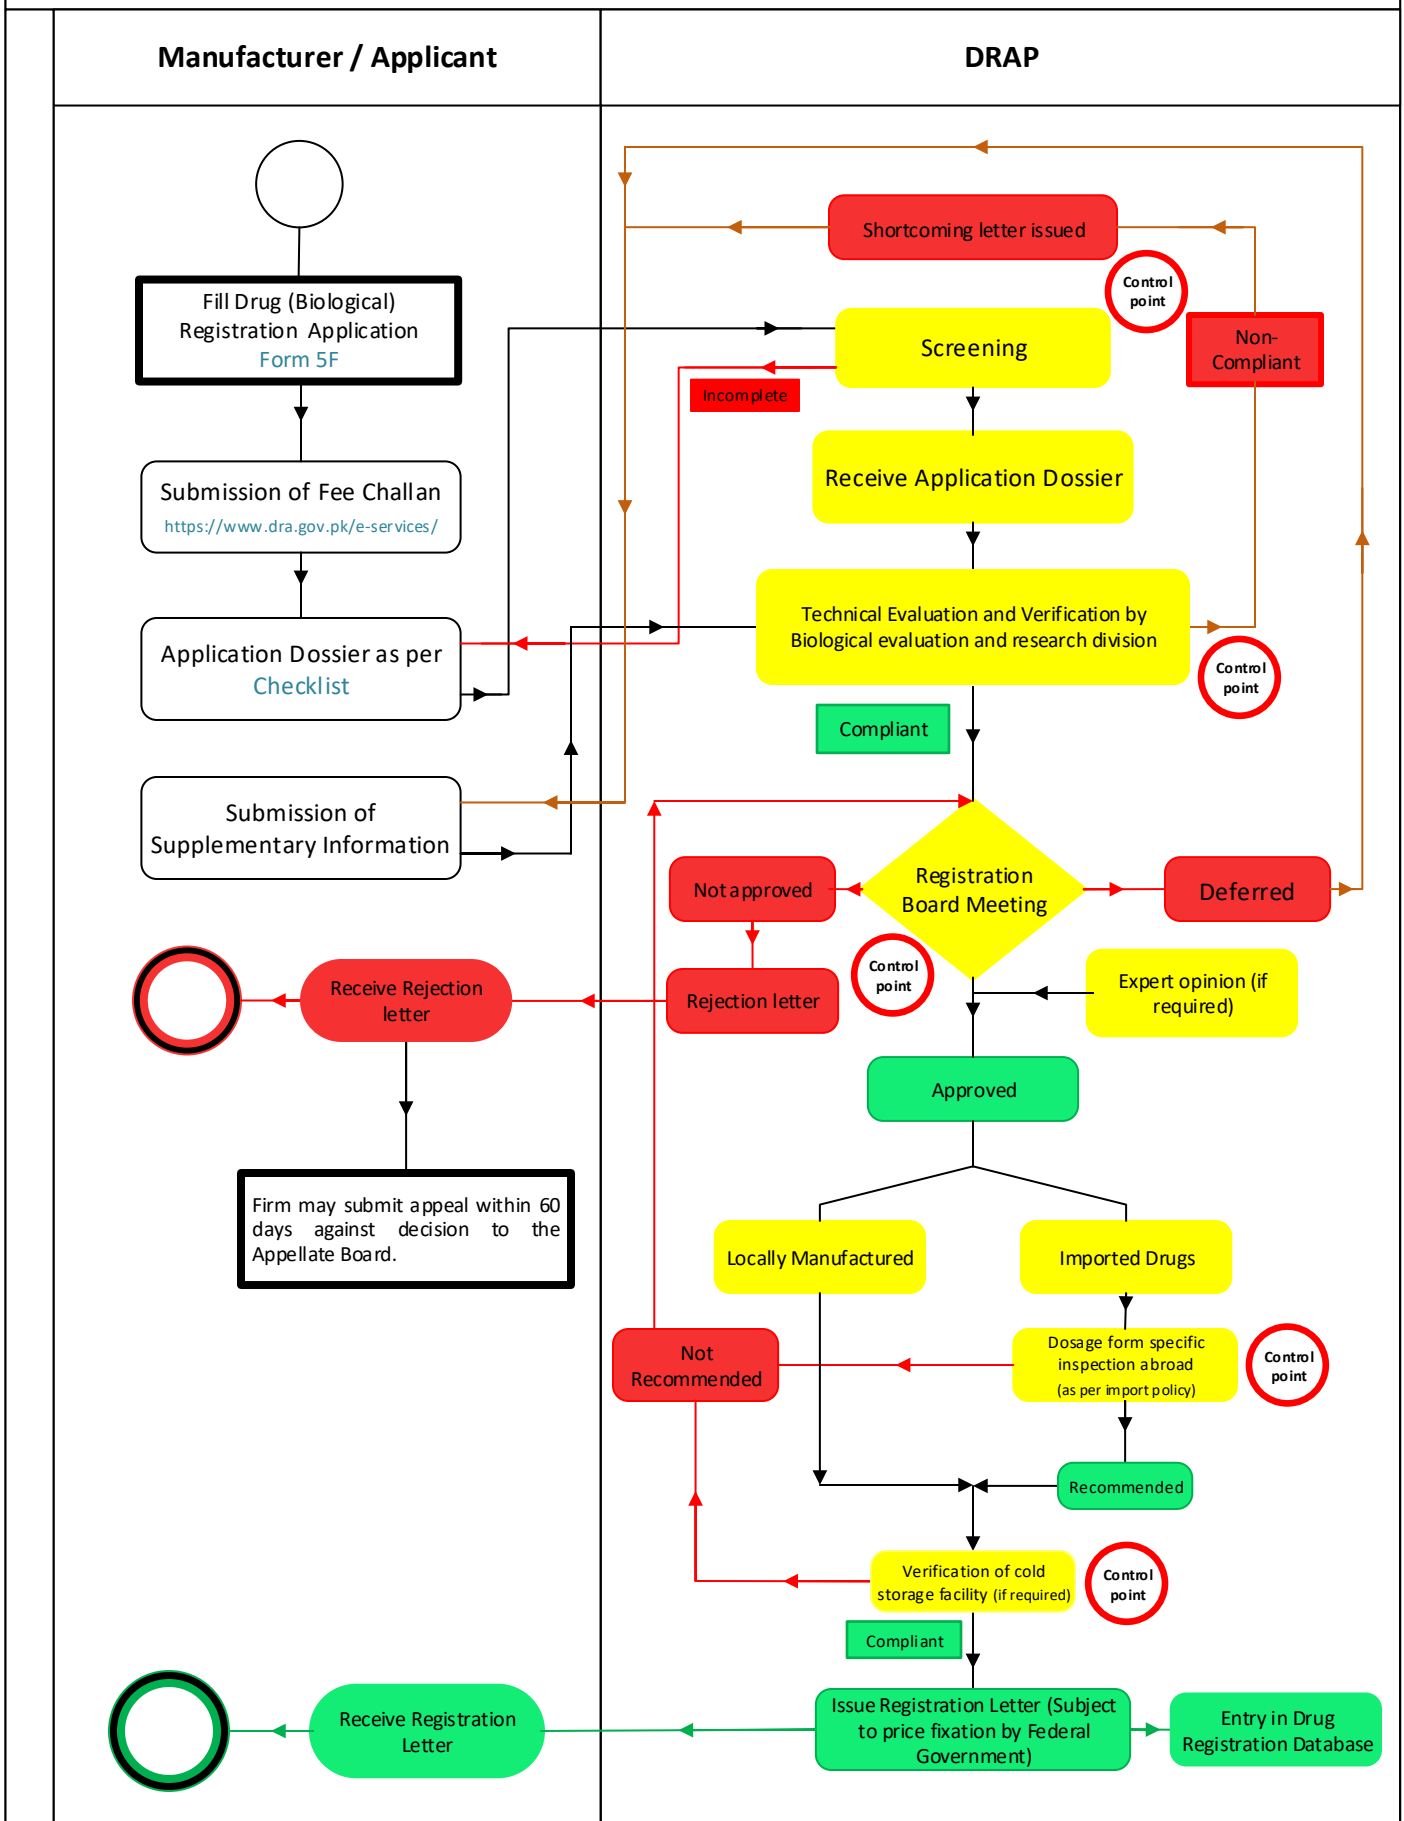 Manufacturer / Applicant
DRAP
Fill Drug (Biological)
Registration Application
Form 5F
Submission of Fee Challan
https://www.dra.gov.pk/e-services/
Application Dossier as per
Checklist
Submission of
Supplementary Information
Shortcoming letter issued
Control
point
Non-
Compliant
Screening
Incomplete
Receive Application Dossier
Technical Evaluation and Verification by
Biological evaluation and research division
Control
point
Compliant
Registration
Board Meeting
Not approved
Deferred
Control
point
Rejection letter
Receive Rejection
letter
Expert opinion (if
required)
Approved
Firm may submit appeal within 60
days against decision to the
Appellate Board.
Locally Manufactured
Imported Drugs
Not
Recommended
Dosage form specific
inspection abroad
(as per import policy)
Control
point
Recommended
Verification of cold
storage facility (if required)
Control
point
Compliant
Issue Registration Letter (Subject
to price fixation by Federal
Government)
Receive Registration
Letter
Entry in Drug
Registration Database